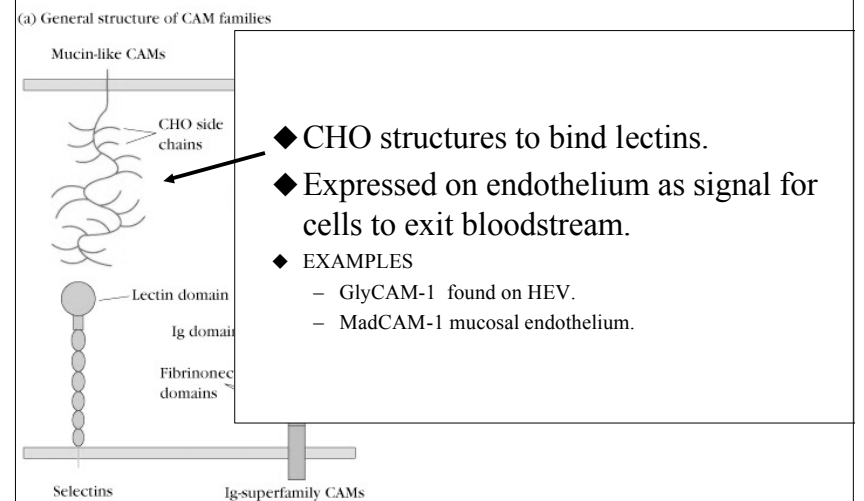 (a) General structure of CAM families
Mucin-like CAMs
CHO side
chains
◆ CHO structures to bind lectins.
◆ Expressed on endothelium as signal for
cells to exit bloodstream.
◆ EXAMPLES
– GlyCAM-1 found on HEV.
– MadCAM-1 mucosal endothelium.
Lectin domain
Ig domai
Fibrinonec
domains
Selectins
Ig-superfamily CAMs